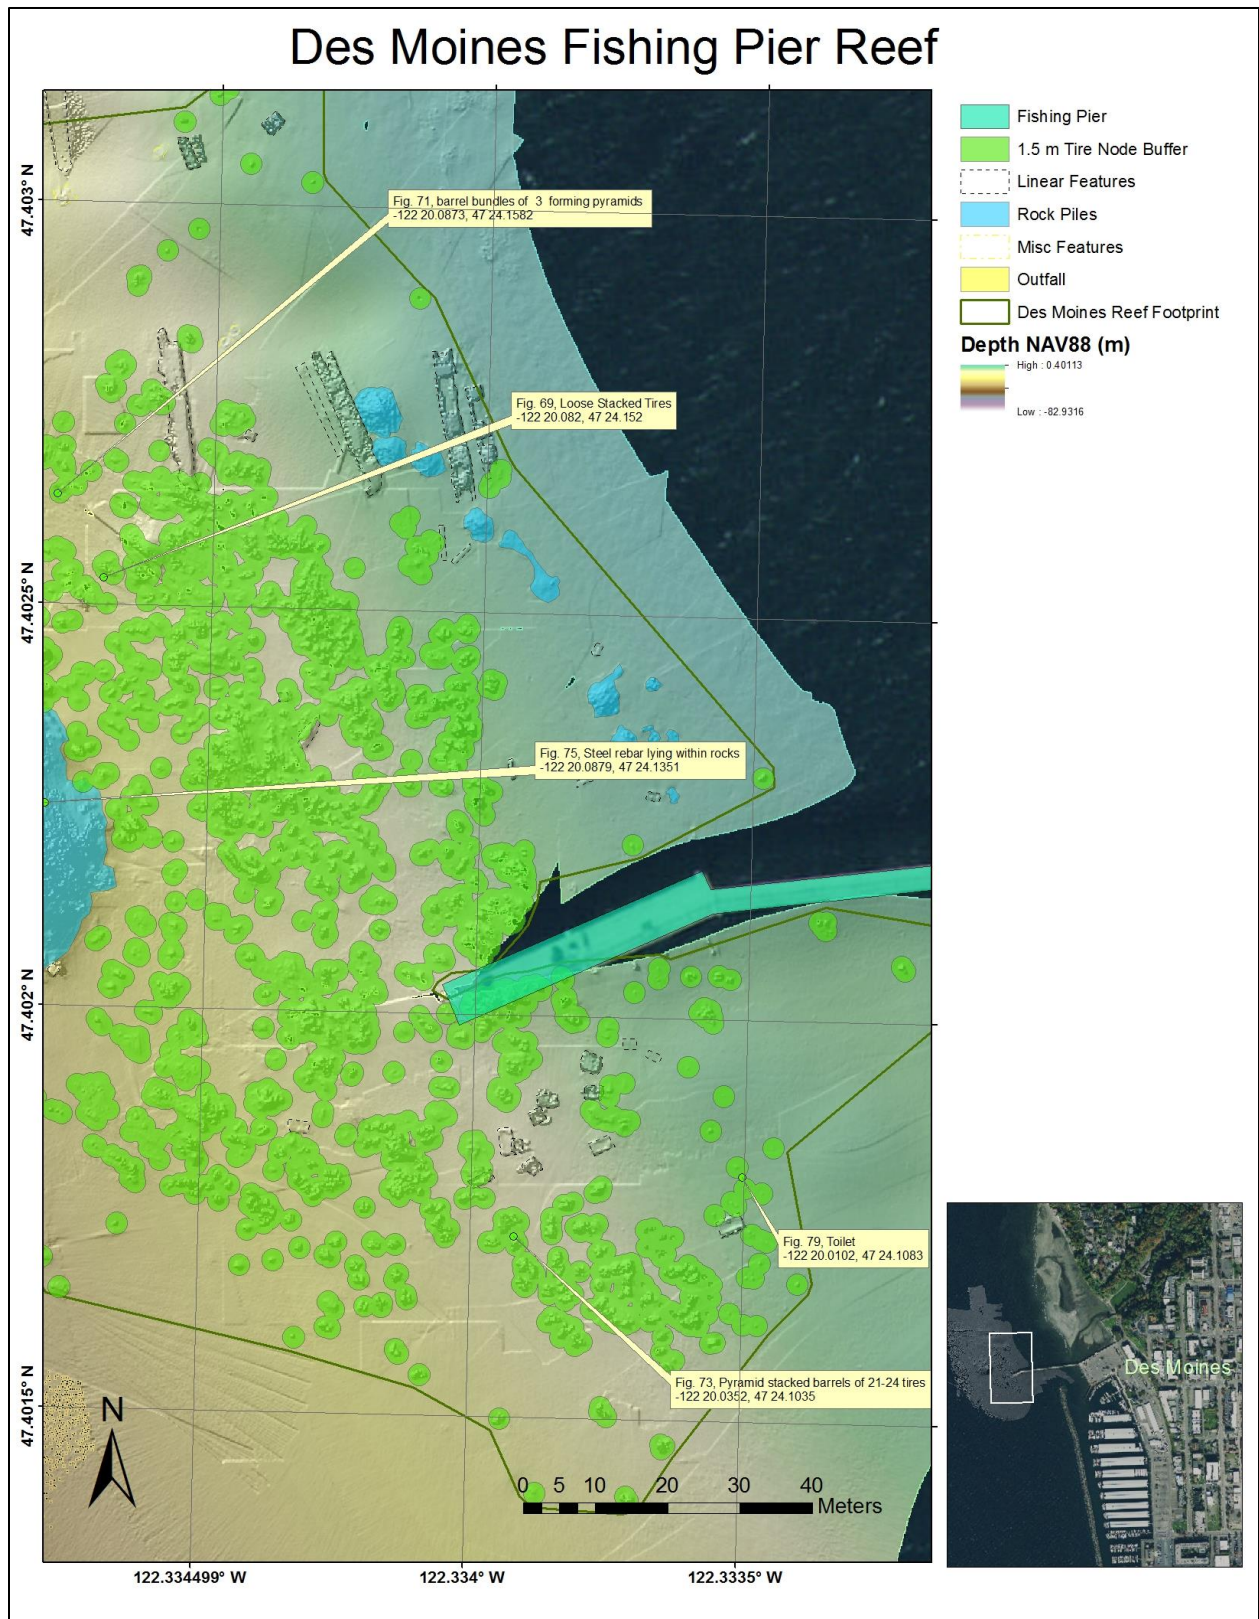 Des Moines Fishing Pier Reef
Fishing Pier
1.5 m Tire Node Buffer
Linear Features
Rock Piles
Misc Features
Outfall
Des Moines Reef Footprint
Depth NAV88 (m)
High : 0.40113
Low : -82.9316
47.403° N
47.4025° N
47.402° N
47.4015° N
Fig. 71, barrel bundles of 3 forming pyramids
-122 20.0873, 47 24.1582
Fig. 69, Loose Stacked Tires
-122 20.082, 47 24.152
Fig. 75, Steel rebar lying within rocks
-122 20.0879, 47 24.1351
Fig. 79, Toilet
-122 20.0102, 47 24.1083
Fig. 73, Pyramid stacked barrels of 21-24 tires
-122 20.0352, 47 24.1035
N
0 5 10 20 30 40
Meters
122.334499° W
122.334° W
122.3335° W
Des Moines